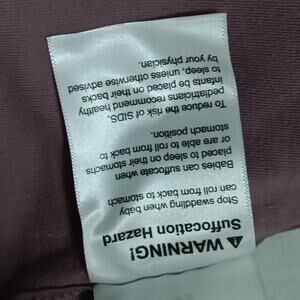 WARNING!
Suffocation Hazard
Stop swaddling when baby
can roll from back to stomach
Babies can suffocate when
placed to sleep on their stomachs
or are able to roll from back to
stomach position.
To reduce the risk of SIDS,
pediatricians recommend healthy
infants be placed on their backs
to sleep, unless otherwise advised
by your physician.